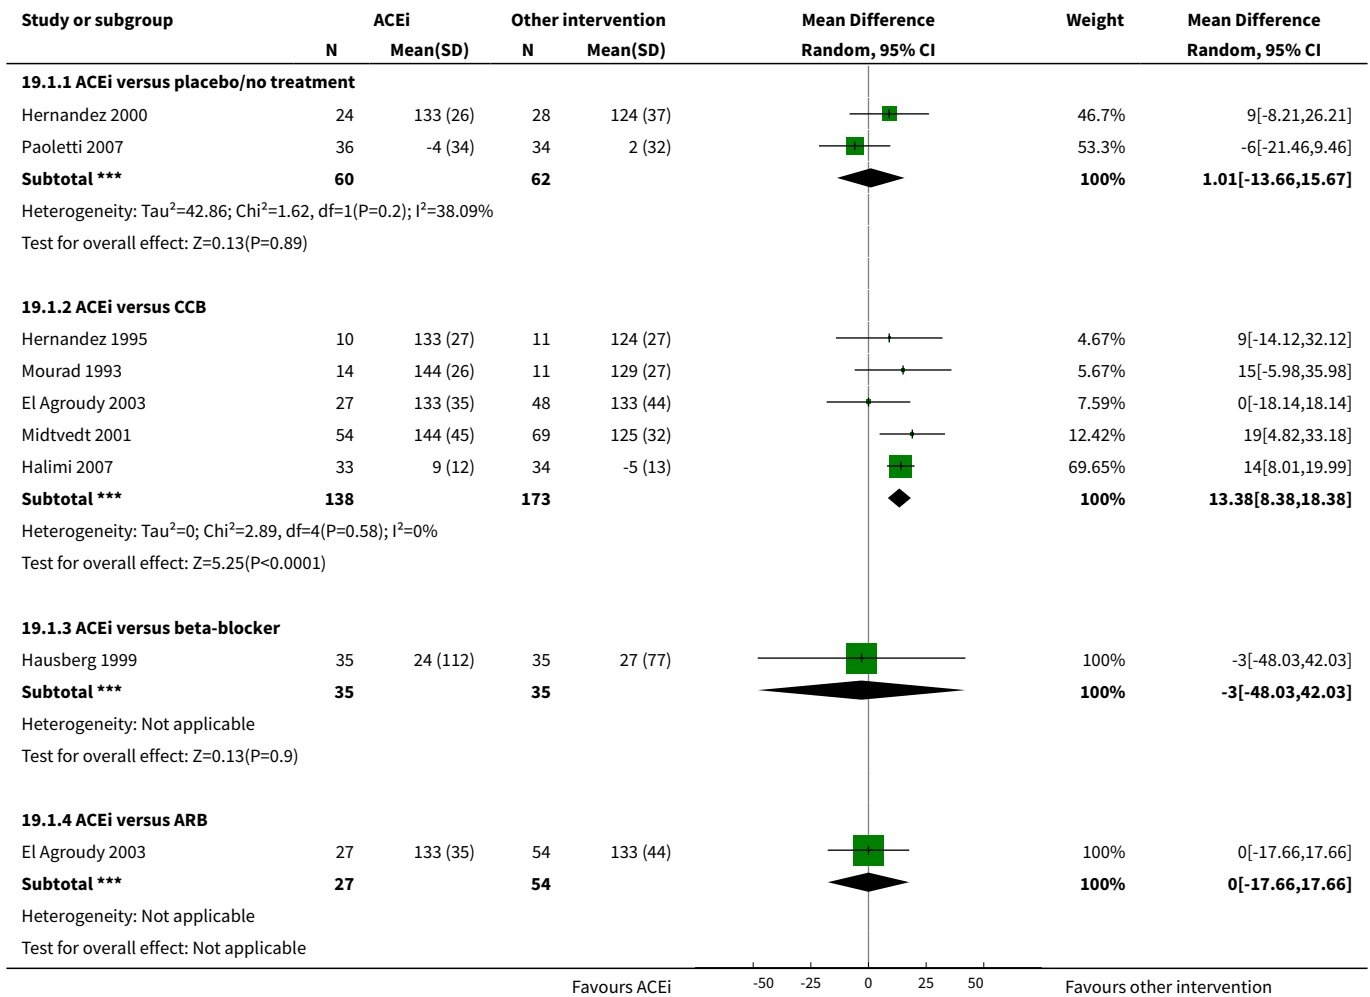 Study or subgroup ACEi Other intervention Mean Difference Weight Mean Difference
N Mean(SD) N Mean(SD) Random, 95% CI Random, 95% CI
19.1.1 ACEi versus placebo/no treatment
Hernandez 2000 24 133 (26) 28 124 (37) 46.7% 9[-8.21,26.21]
Paoletti 2007 36 -4 (34) 34 2 (32) 53.3% -6[-21.46,9.46]
Subtotal *** 60 62 100% 1.01[-13.66,15.67]
Heterogeneity: Tau²=42.86; Chi²=1.62, df=1(P=0.2); I²=38.09%
Test for overall effect: Z=0.13(P=0.89)
19.1.2 ACEi versus CCB
Hernandez 1995 10 133 (27) 11 124 (27) 4.67% 9[-14.12,32.12]
Mourad 1993 14 144 (26) 11 129 (27) 5.67% 15[-5.98,35.98]
El Agroudy 2003 27 133 (35) 48 133 (44) 7.59% 0[-18.14,18.14]
Midtvedt 2001 54 144 (45) 69 125 (32) 12.42% 19[4.82,33.18]
Halimi 2007 33 9 (12) 34 -5 (13) 69.65% 14[8.01,19.99]
Subtotal *** 138 173 100% 13.38[8.38,18.38]
Heterogeneity: Tau²=0; Chi²=2.89, df=4(P=0.58); I²=0%
Test for overall effect: Z=5.25(P<0.0001)
19.1.3 ACEi versus beta-blocker
Hausberg 1999 35 24 (112) 35 27 (77) 100% -3[-48.03,42.03]
Subtotal *** 35 35 100% -3[-48.03,42.03]
Heterogeneity: Not applicable
Test for overall effect: Z=0.13(P=0.9)
19.1.4 ACEi versus ARB
El Agroudy 2003 27 133 (35) 54 133 (44) 100% 0[-17.66,17.66]
Subtotal *** 27 54 100% 0[-17.66,17.66]
Heterogeneity: Not applicable
Test for overall effect: Not applicable
Favours ACEi -50 -25 0 25 50 Favours other intervention